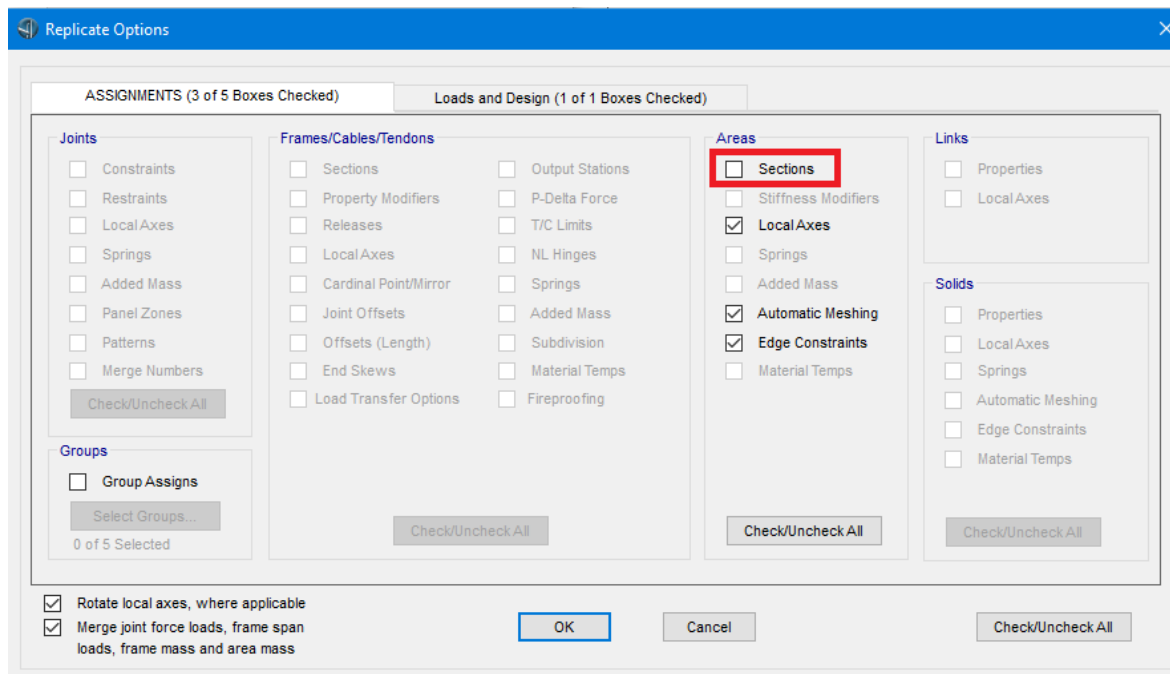 Replicate Options
ASSIGNMENTS (3 of 5 Boxes Checked)
Loads and Design (1 of 1 Boxes Checked)
Joints
Constraints
Restraints
Local Axes
Springs
Added Mass
Panel Zones
Patterns
Merge Numbers
Check/Uncheck All
Groups
Group Assigns
Select Groups...
0 of 5 Selected
Frames/Cables/Tendons
Sections
Property Modifiers
Releases
Local Axes
Cardinal Point/Mirror
Joint Offsets
Offsets (Length)
End Skews
Load Transfer Options
Output Stations
P-Delta Force
T/C Limits
NL Hinges
Springs
Added Mass
Subdivision
Material Temps
Fireproofing
Check/Uncheck All
Areas
Sections
Stiffness Modifiers
Local Axes
Springs
Added Mass
Automatic Meshing
Edge Constraints
Material Temps
Check/Uncheck All
Links
Properties
Local Axes
Solids
Properties
Local Axes
Springs
Automatic Meshing
Edge Constraints
Material Temps
Check/Uncheck All
Rotate local axes, where applicable
Merge joint force loads, frame span
loads, frame mass and area mass
OK
Cancel
Check/Uncheck All